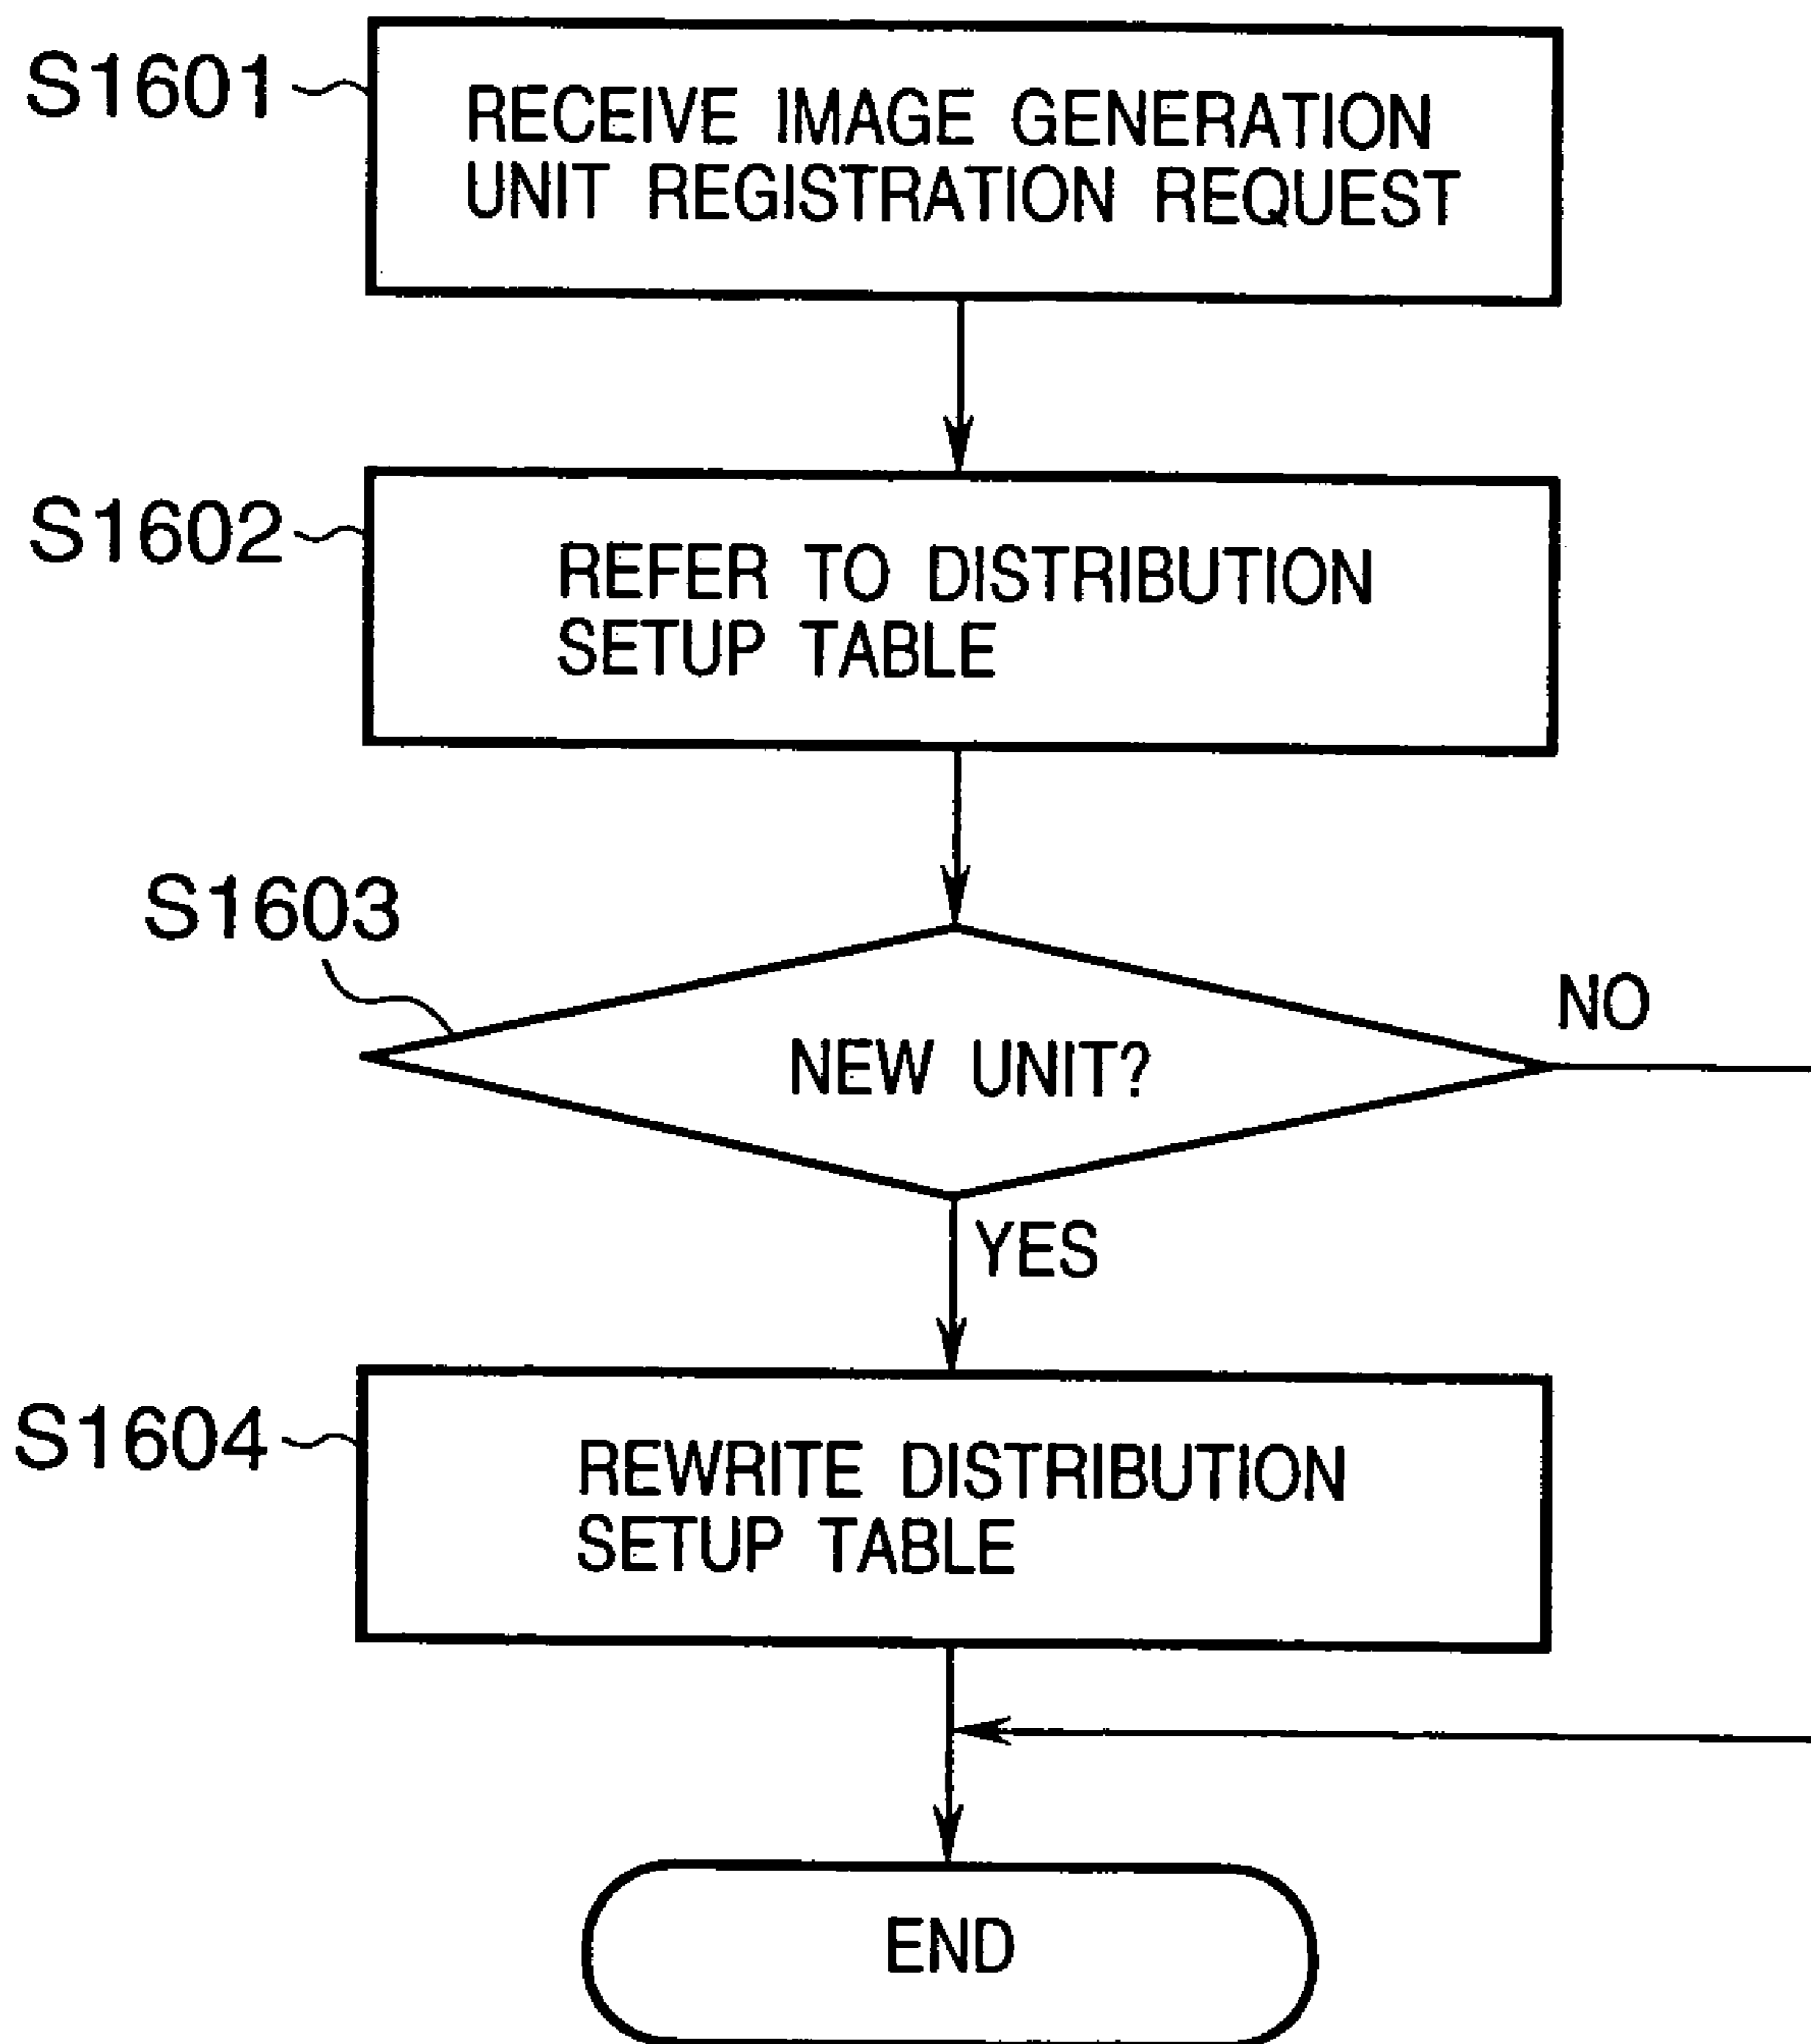 S1601
RECEIVE IMAGE GENERATION
UNIT REGISTRATION REQUEST
S1602
REFER TO DISTRIBUTION
SETUP TABLE
S1603
NEW UNIT?
NO
YES
S1604
REWRITE DISTRIBUTION
SETUP TABLE
END